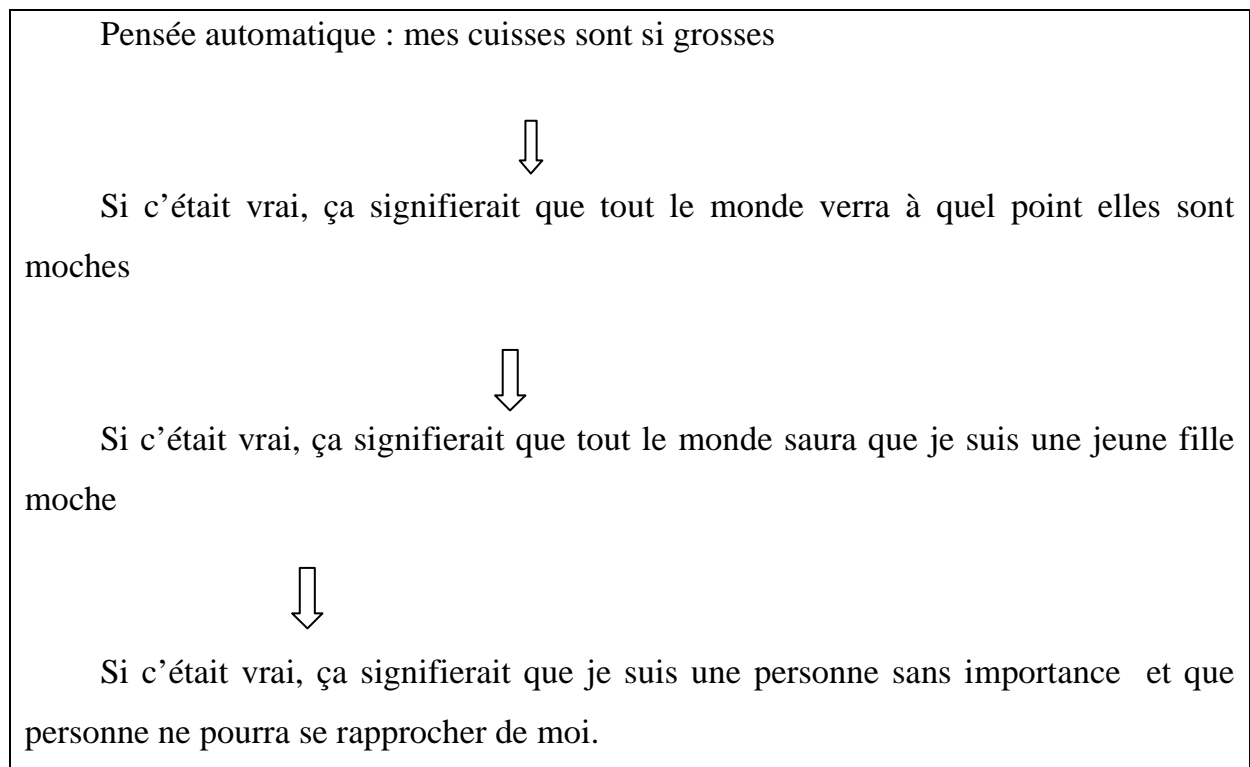 Pensée automatique : mes cuisses sont si grosses
Si c’était vrai, ça signifierait que tout le monde verra à quel point elles sont
moches
Si c’était vrai, ça signifierait que tout le monde saura que je suis une jeune fille
moche
Si c’était vrai, ça signifierait que je suis une personne sans importance et que
personne ne pourra se rapprocher de moi.